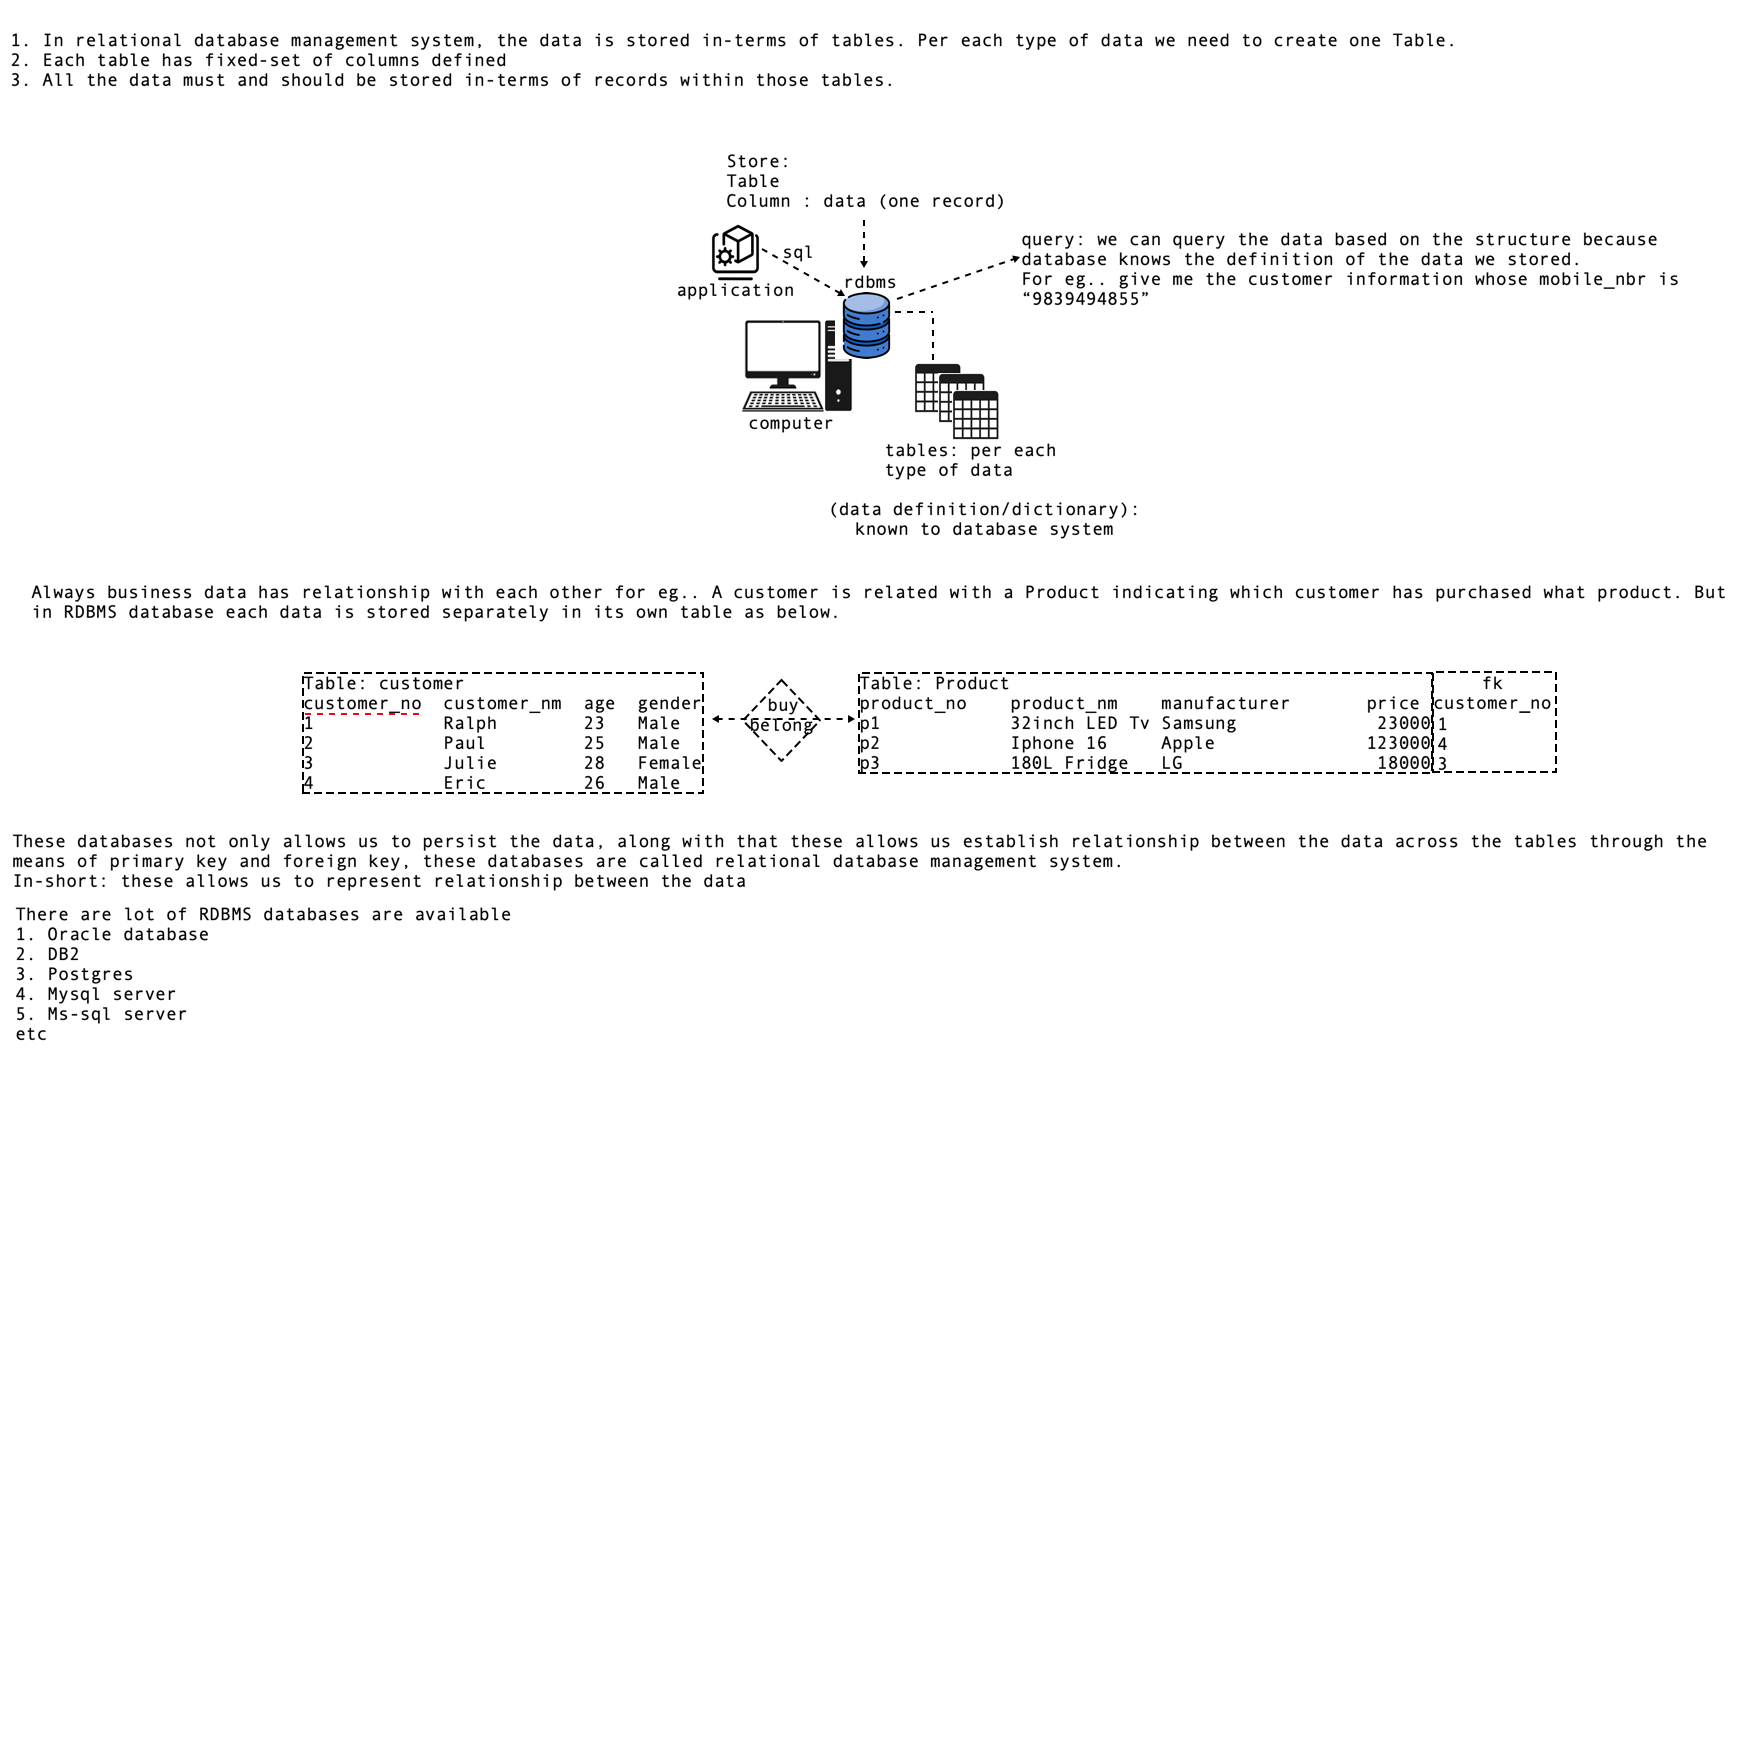 1. In relational database management system, the data is stored in-terms of tables. Per each type of data we need to create one Table.
2. Each table has fixed-set of columns defined
3. All the data must and should be stored in-terms of records within those tables.
Store:
Table
Column : data (one record)
sql
application
rdbms
query: we can query the data based on the structure because
database knows the definition of the data we stored.
For eg.. give me the customer information whose mobile_nbr is
“9839494855”
computer
tables: per each
type of data
(data definition/dictionary):
known to database system
Always business data has relationship with each other for eg.. A customer is related with a Product indicating which customer has purchased what product. But
in RDBMS database each data is stored separately in its own table as below.
Table: customer
customer_no customer_nm age gender
1 Ralph 23 Male
2 Paul 25 Male
3 Julie 28 Female
4 Eric 26 Male
buy
belong
Table: Product
product_no product_nm manufacturer price
p1 32inch LED Tv Samsung 23000
p2 Iphone 16 Apple 123000
p3 180L Fridge LG 18000
fk
customer_no
1
4
3
These databases not only allows us to persist the data, along with that these allows us establish relationship between the data across the tables through the
means of primary key and foreign key, these databases are called relational database management system.
In-short: these allows us to represent relationship between the data
There are lot of RDBMS databases are available
1. Oracle database
2. DB2
3. Postgres
4. Mysql server
5. Ms-sql server
etc